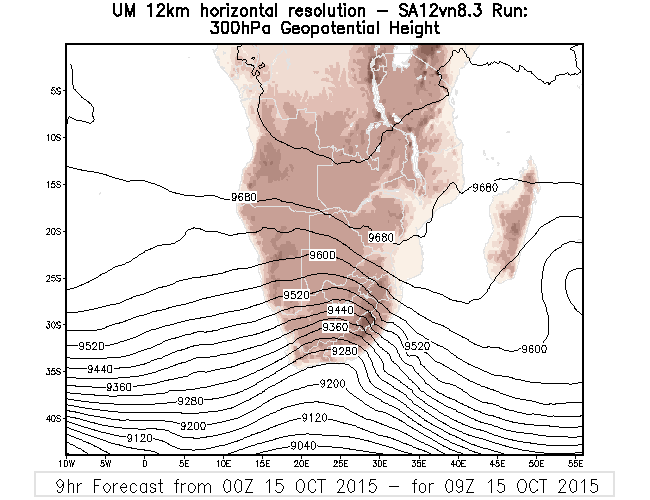 UM 12km horizontal resolution - SA12vn8.3 Run:
300hPa Geopotential Height
5S
10S
15S
9680
9680
20S
9680
9600
25S
9520
9440
30S
9360
9520
9520
9600
9280
9440
35S
9360
9200
9280
40S
9120
9200
9120
9040
10W 5W 0 5E 10E 15E 20E 25E 30E 35E 40E 45E 50E 55E
9hr Forecast from 00Z 15 OCT 2015 - for 09Z 15 OCT 2015